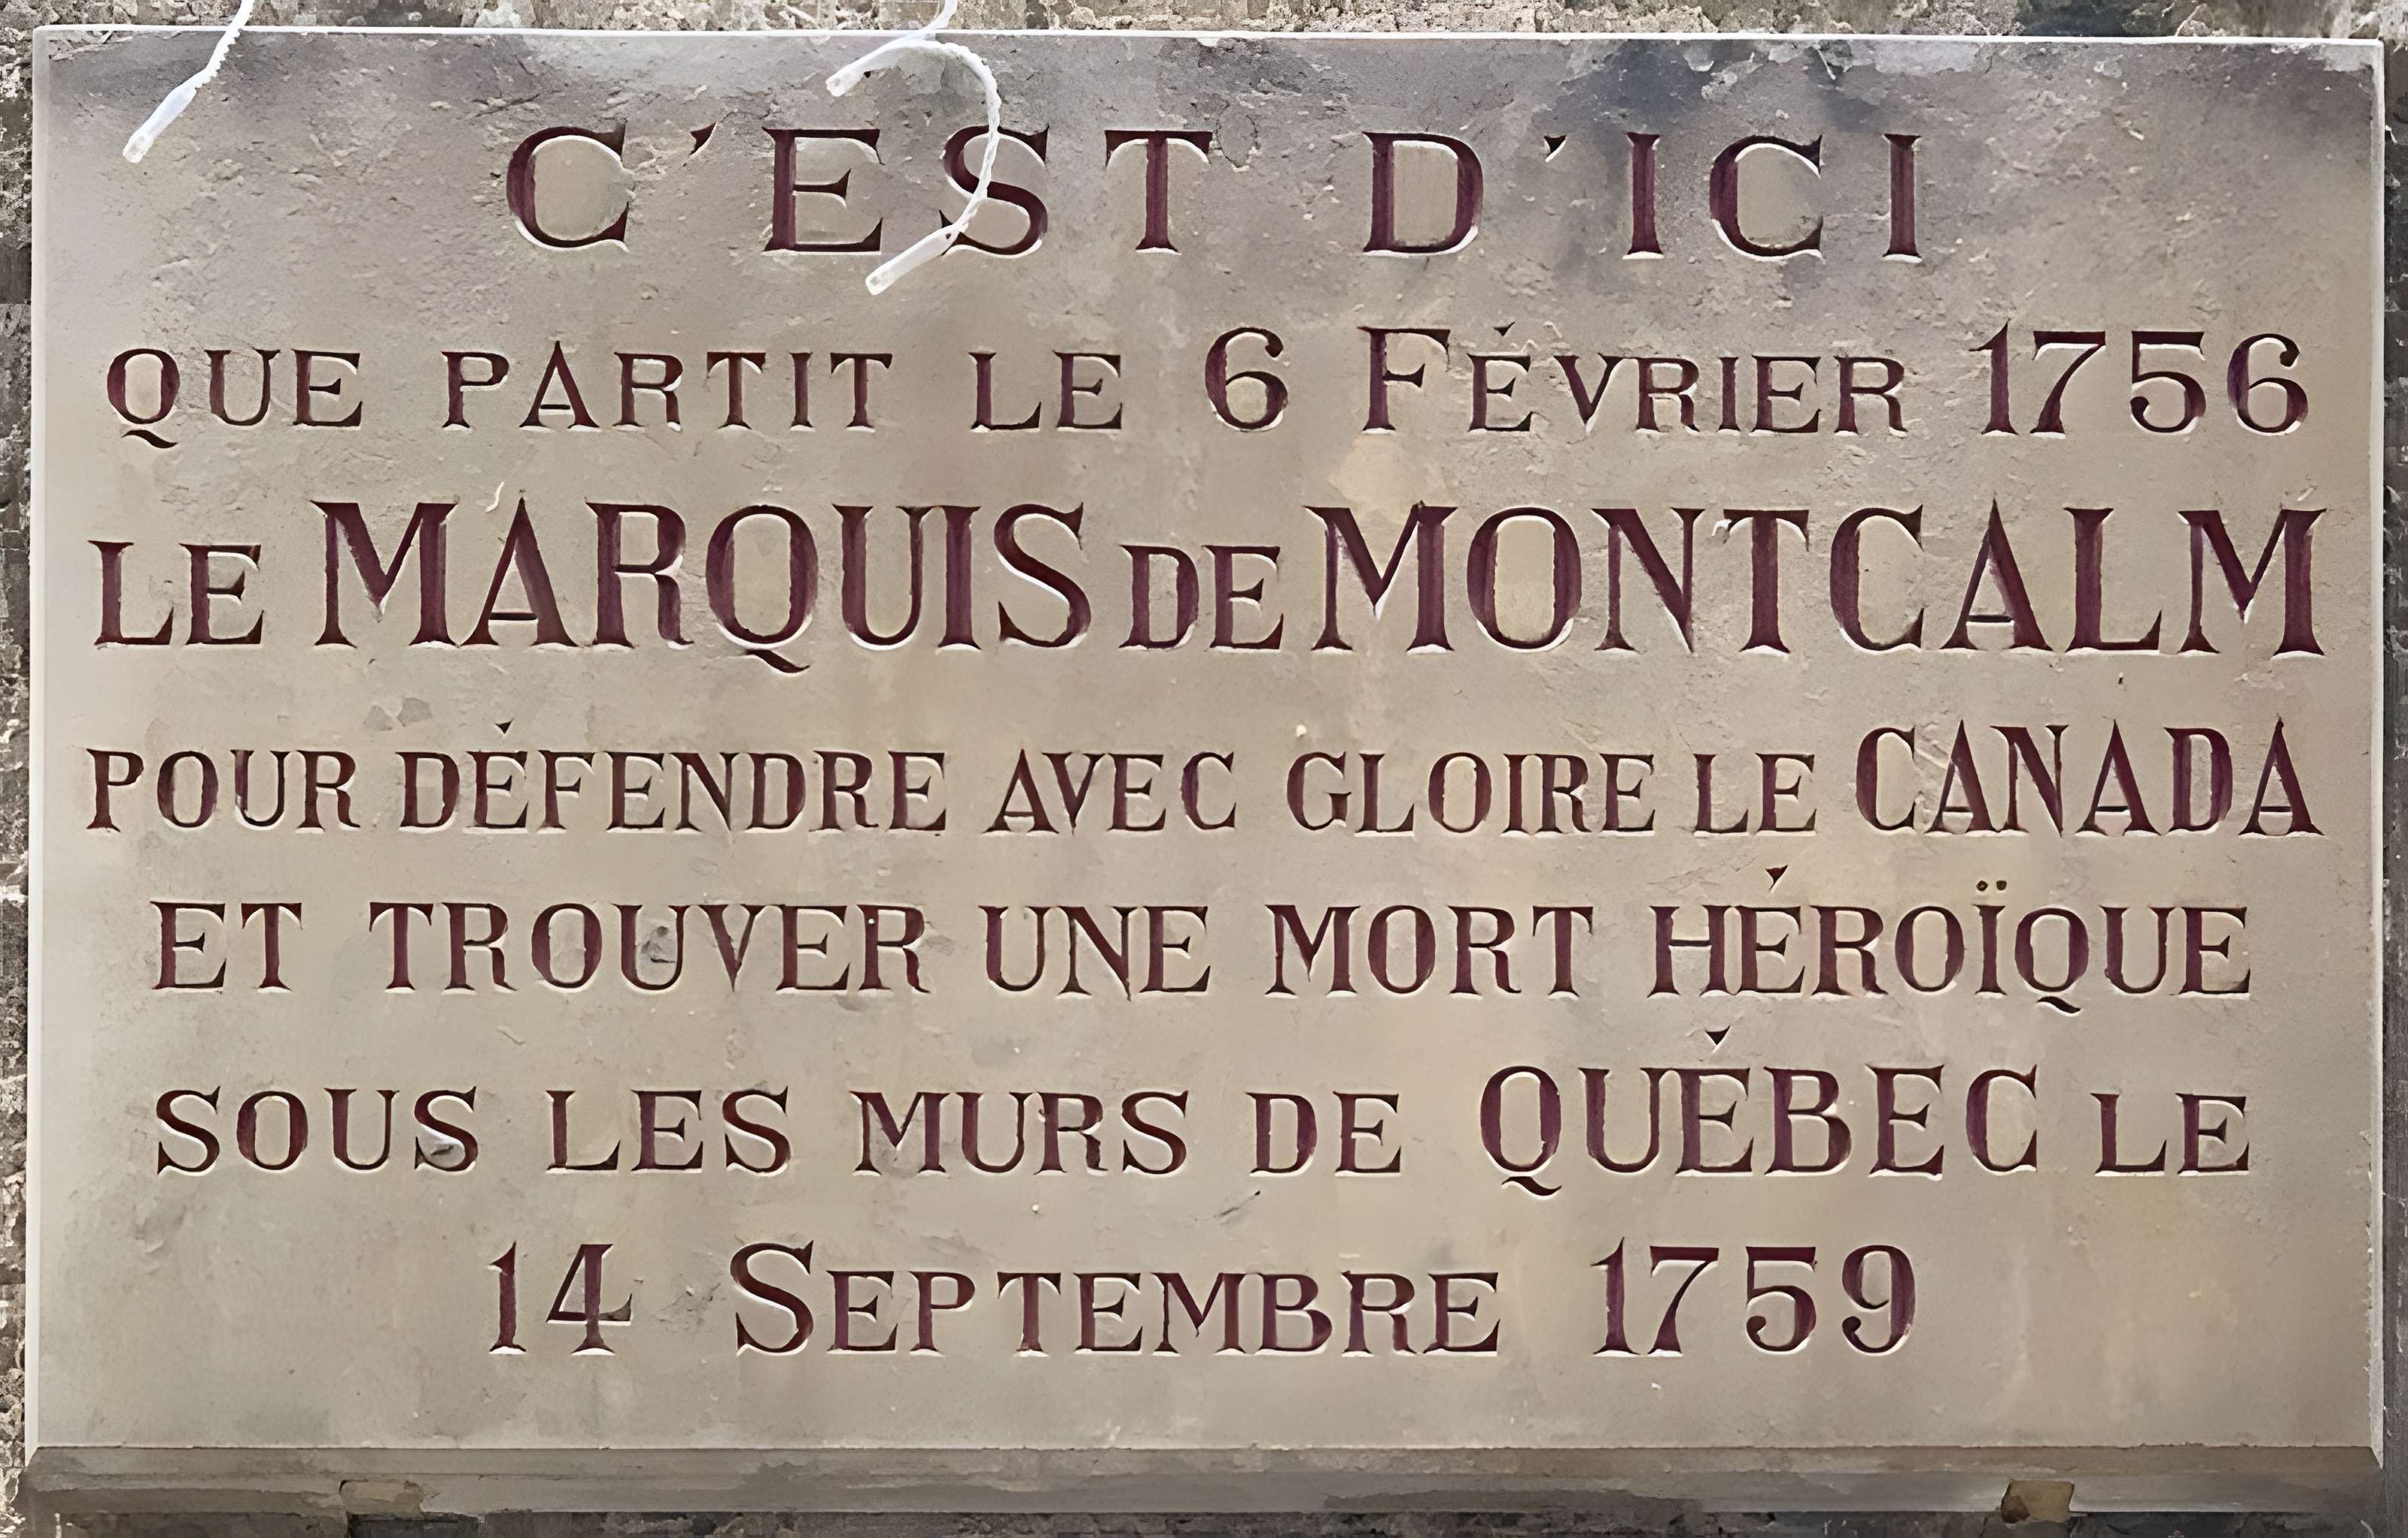 C'EST D'ICI
QUE PARTIT LE 6 FÉVRIER 1756
LE MARQUIS DE MONTCALM
POUR DÉFENDRE AVEC GLOIRE LE CANADA
ET TROUVER UNE MORT HÉROÏQUE
SOUS LES MURS DE QUÉBEC LE
14 SEPTEMBRE 1759